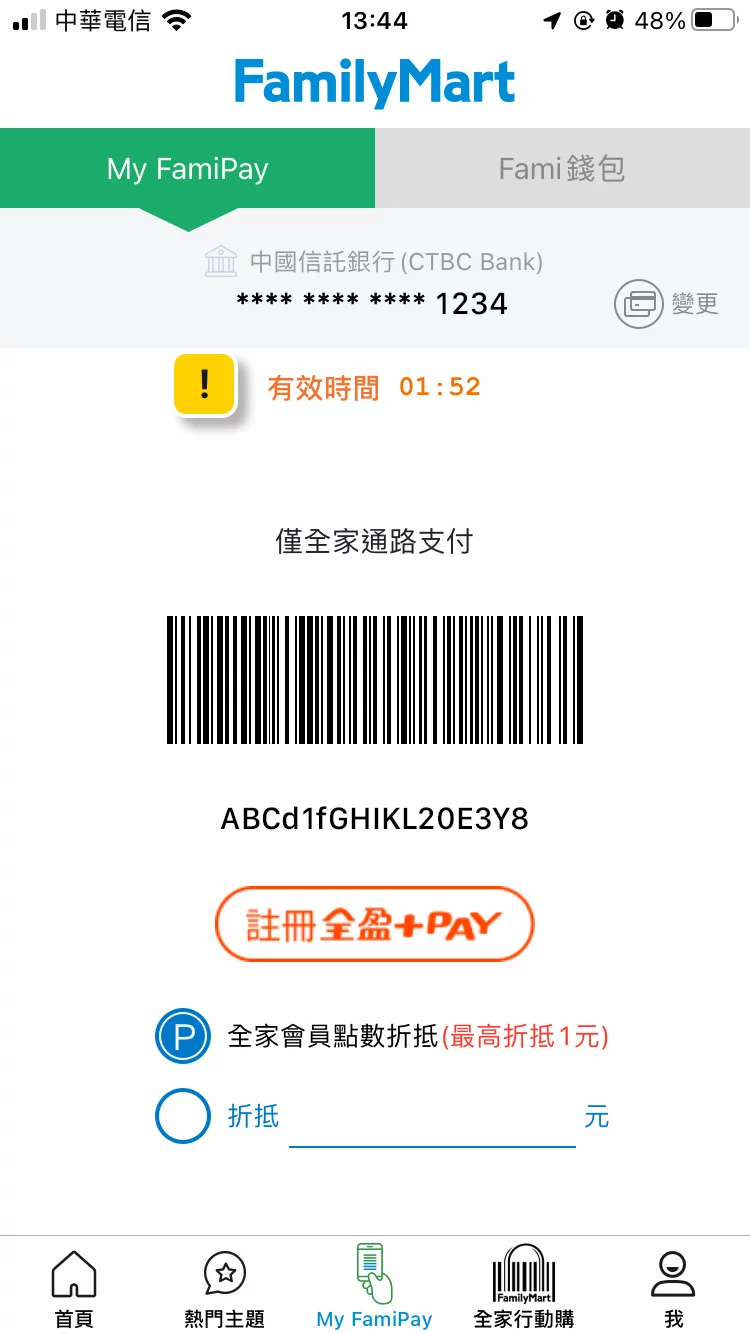 中華電信 13:44 48%
FamilyMart
My FamiPay Fami錢包
中國信託銀行(CTBC Bank)
**** **** **** 1234 變更
! 有效時間 01:52
僅全家通路支付
ABCd1fGHIKL20E3Y8
註冊全盈+PAY
P 全家會員點數折抵(最高折抵1元)
折抵 元
FamilyMart
首頁 熱門主題 My FamiPay 全家行動購 我